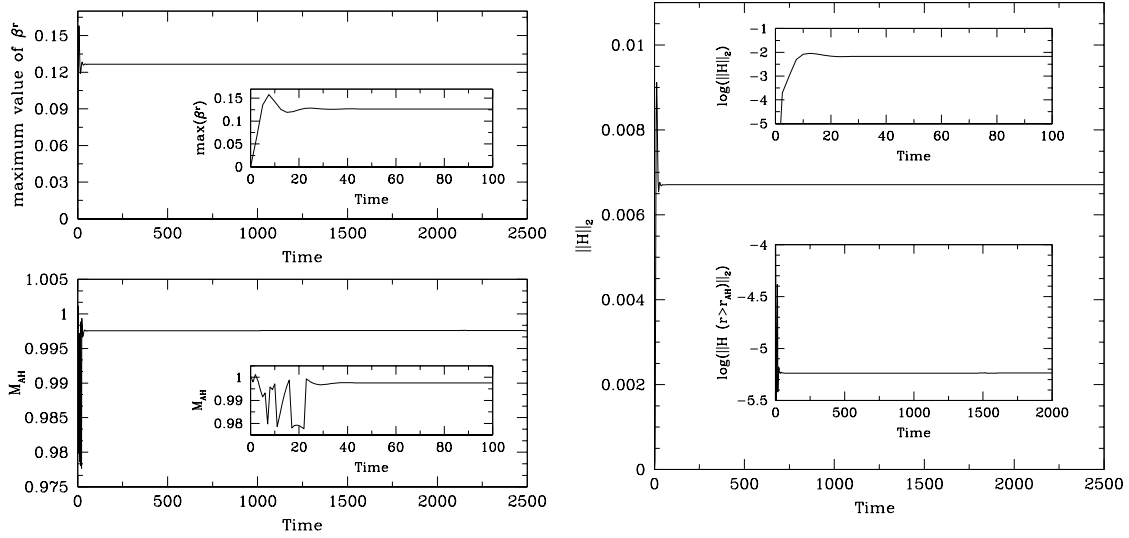 maximum value of βʳ
0.15
0.12
0.09
0.06
0.03
0
0 500 1000 1500 2000 2500
Time
max(βʳ)
0.15
0.1
0.05
0
0 20 40 60 80 100
Time
M_AH
1.005
1
0.995
0.99
0.985
0.98
0.975
0 500 1000 1500 2000 2500
Time
M_AH
1
0.99
0.98
0 20 40 60 80 100
Time
||H||₂
0.01
0.008
0.006
0.004
0.002
0
0 500 1000 1500 2000 2500
Time
log(||H||₂)
-1
-2
-3
-4
-5
0 20 40 60 80 100
Time
log(||H (r>r_AH)||₂)
-4
-4.5
-5
-5.5
0 500 1000 1500 2000
Time